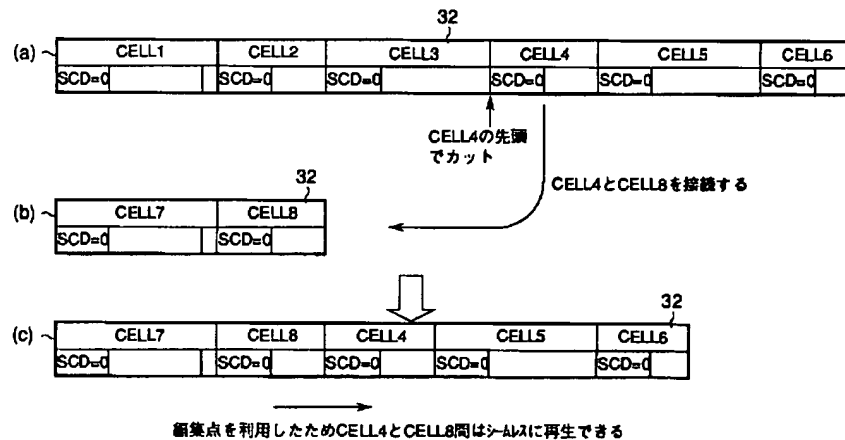 32
(a) CELL1 CELL2 CELL3 CELL4 CELL5 CELL6
SCD=0 SCD=0 SCD=0 SCD=0 SCD=0 SCD=0
CELL4の先頭
でカット
CELL4とCELL8を接続する
32
(b) CELL7 CELL8
SCD=0 SCD=0
32
(c) CELL7 CELL8 CELL4 CELL5 CELL6
SCD=0 SCD=0 SCD=0 SCD=0 SCD=0
編集点を利用したためCELL4とCELL8間はシームレスに再生できる